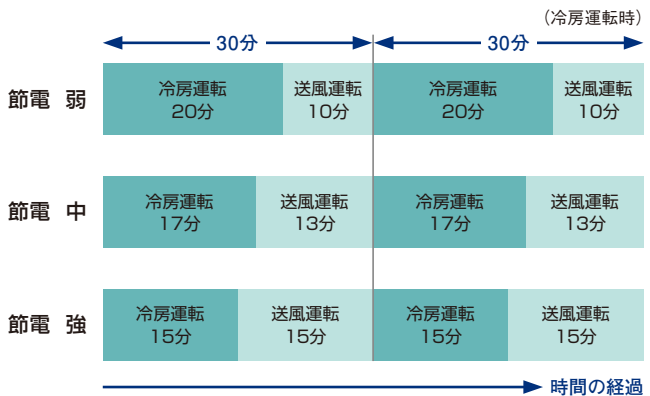 （冷房運転時）
30分 30分
節電 弱
冷房運転 送風運転 冷房運転 送風運転
20分 10分 20分 10分
節電 中
冷房運転 送風運転 冷房運転 送風運転
17分 13分 17分 13分
節電 強
冷房運転 送風運転 冷房運転 送風運転
15分 15分 15分 15分
時間の経過